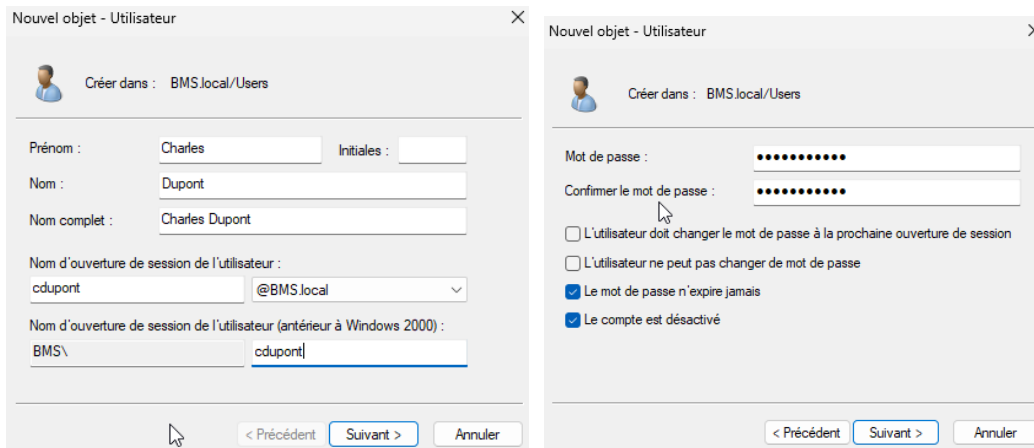 Nouvel objet - Utilisateur
Créer dans : BMS.local/Users
Prénom : Charles Initiales :
Nom : Dupont
Nom complet : Charles Dupont
Nom d'ouverture de session de l'utilisateur :
cdupont @BMS.local
Nom d'ouverture de session de l'utilisateur (antérieur à Windows 2000) :
BMS\ cdupont
< Précédent Suivant > Annuler
Nouvel objet - Utilisateur
Créer dans : BMS.local/Users
Mot de passe : •••••••••••
Confirmer le mot de passe : •••••••••••
L'utilisateur doit changer le mot de passe à la prochaine ouverture de session
L'utilisateur ne peut pas changer de mot de passe
Le mot de passe n'expire jamais
Le compte est désactivé
< Précédent Suivant > Annuler